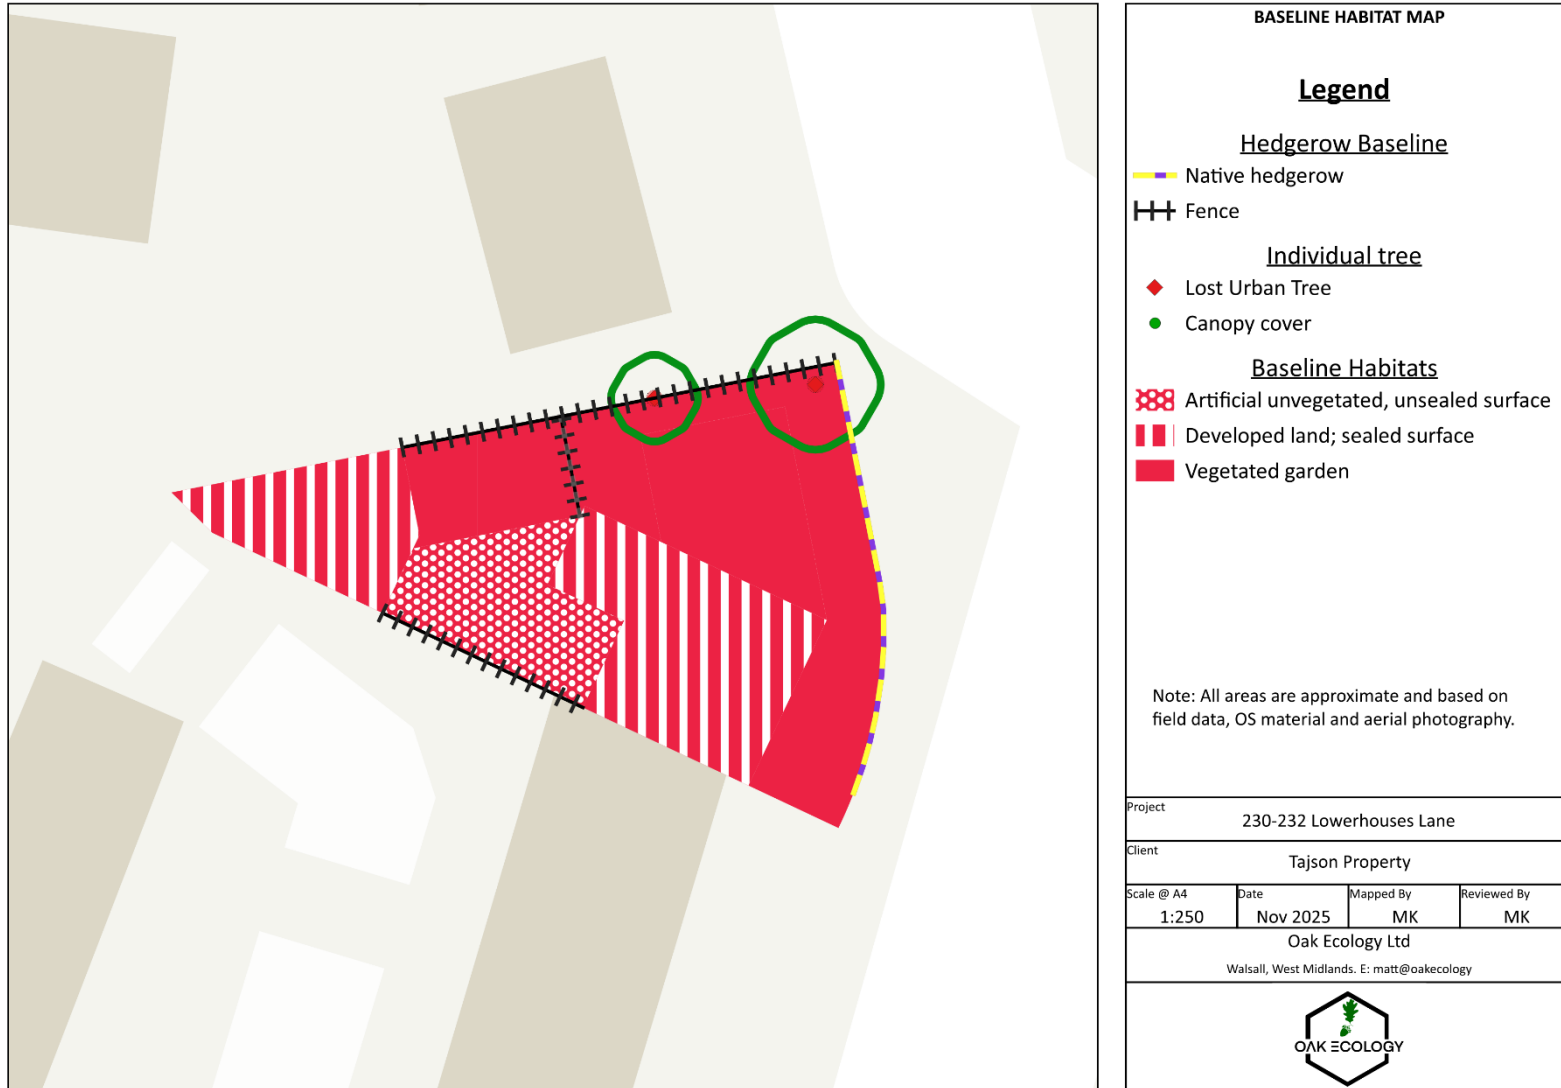 BASELINE HABITAT MAP
Legend
Hedgerow Baseline
Native hedgerow
Fence
Individual tree
Lost Urban Tree
Canopy cover
Baseline Habitats
Artificial unvegetated, unsealed surface
Developed land; sealed surface
Vegetated garden
Note: All areas are approximate and based on
field data, OS material and aerial photography.
Project
230-232 Lowerhouses Lane
Client
Tajson Property
Scale @ A4
1:250
Date
Nov 2025
Mapped By
MK
Reviewed By
MK
Oak Ecology Ltd
Walsall, West Midlands. E: matt@oakecology
OAK ECOLOGY